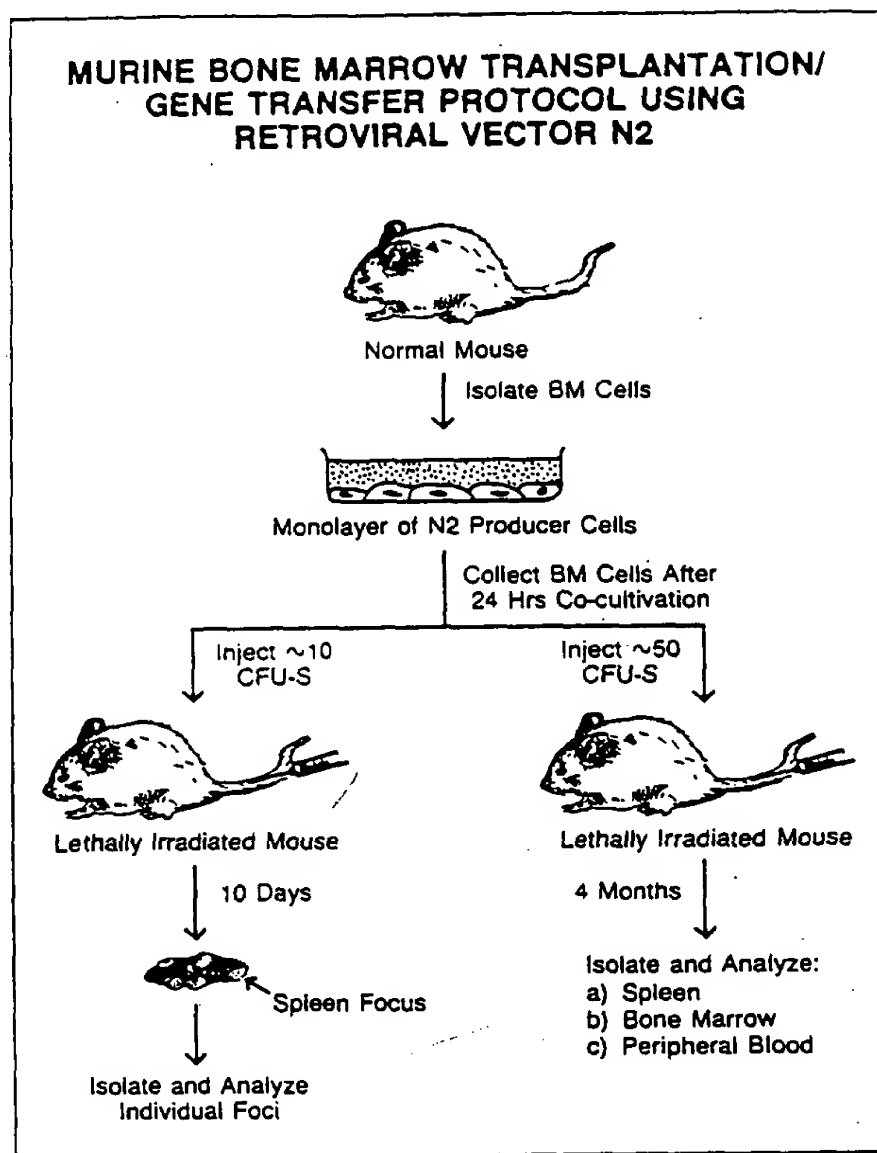 MURINE BONE MARROW TRANSPLANTATION/
GENE TRANSFER PROTOCOL USING
RETROVIRAL VECTOR N2
Normal Mouse
Isolate BM Cells
Monolayer of N2 Producer Cells
Collect BM Cells After
24 Hrs Co-cultivation
Inject ~10
CFU-S
Inject ~50
CFU-S
Lethally Irradiated Mouse
Lethally Irradiated Mouse
10 Days
4 Months
Spleen Focus
Isolate and Analyze
Individual Foci
Isolate and Analyze:
a) Spleen
b) Bone Marrow
c) Peripheral Blood